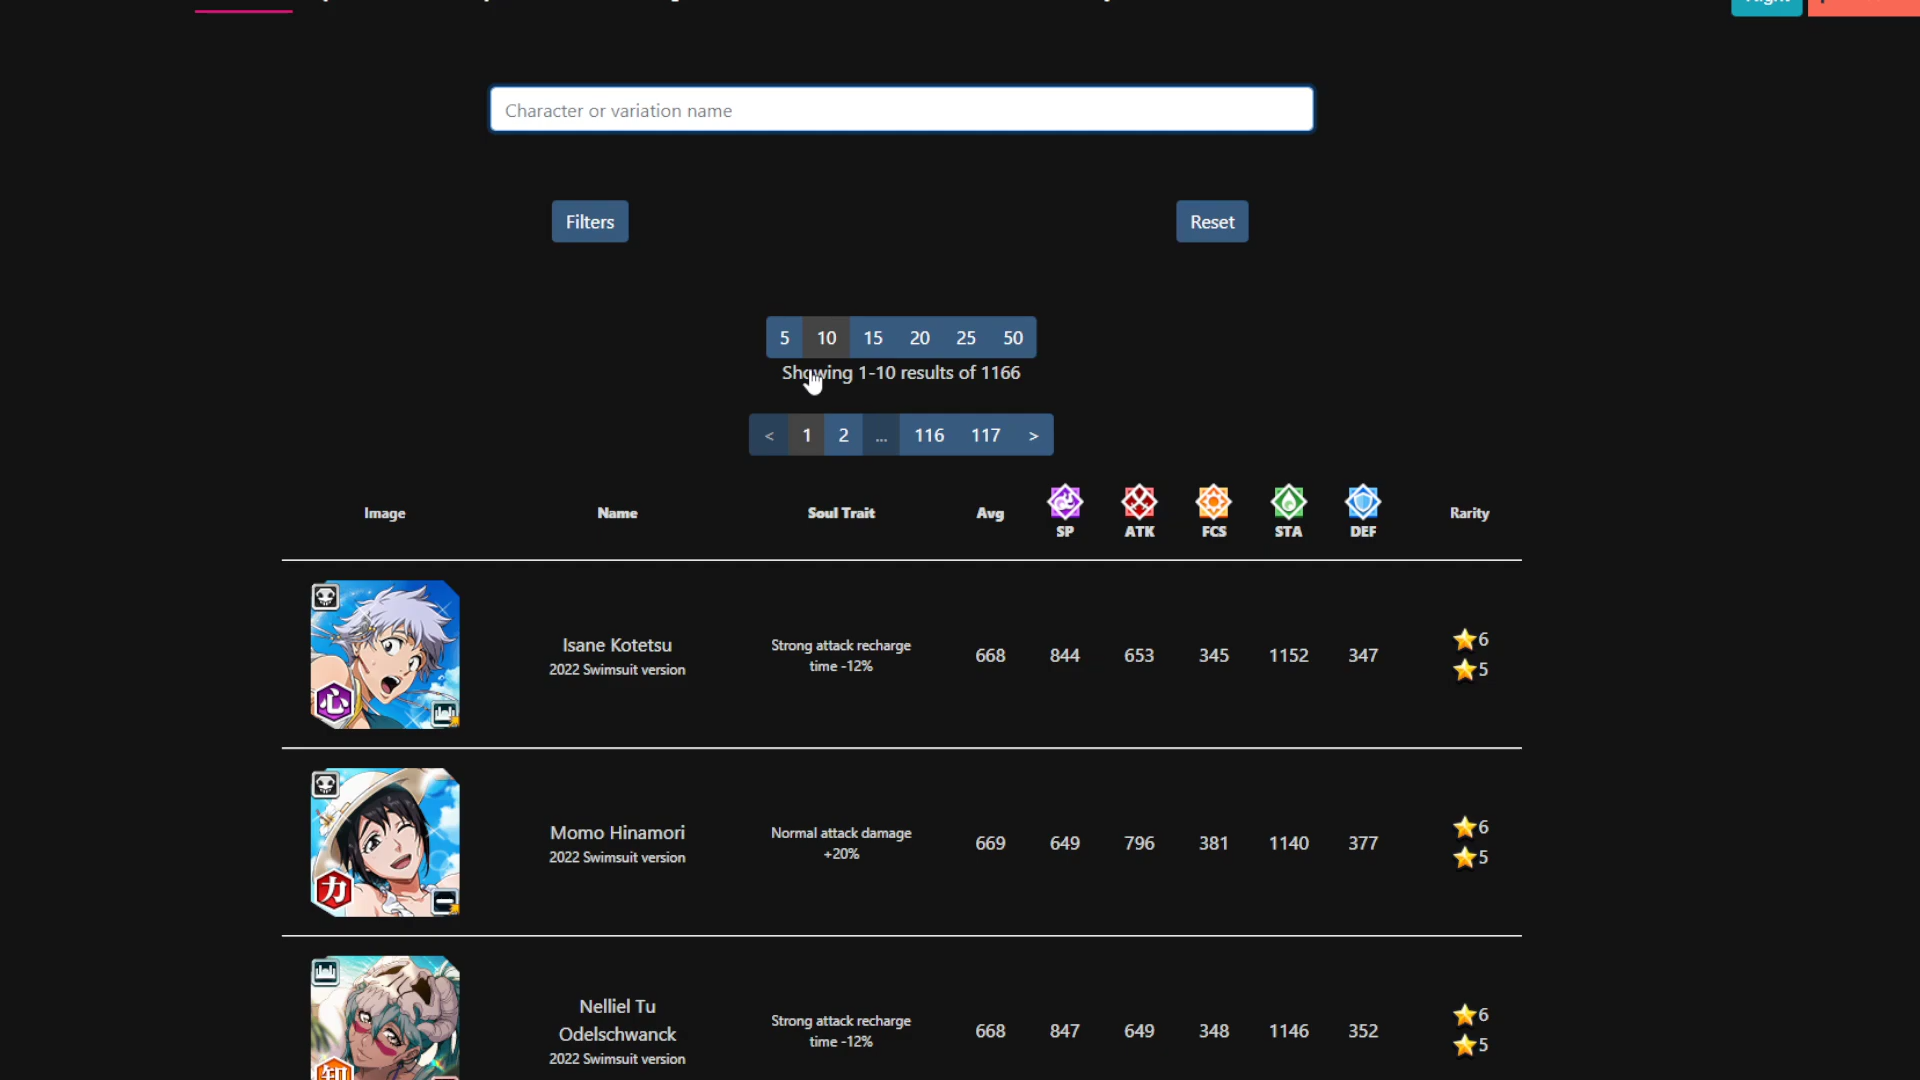 Character or variation name
Filters
Reset
5 10 15 20 25 50
Showing 1-10 results of 1166
< 1 2 ... 116 117 >
Image Name Soul Trait Avg SP ATK FCS STA DEF Rarity
心
Isane Kotetsu
2022 Swimsuit version
Strong attack recharge
time -12%
668 844 653 345 1152 347
6
5
力
Momo Hinamori
2022 Swimsuit version
Normal attack damage
+20%
669 649 796 381 1140 377
6
5
知
Nelliel Tu
Odelschwanck
2022 Swimsuit version
Strong attack recharge
time -12%
668 847 649 348 1146 352
6
5